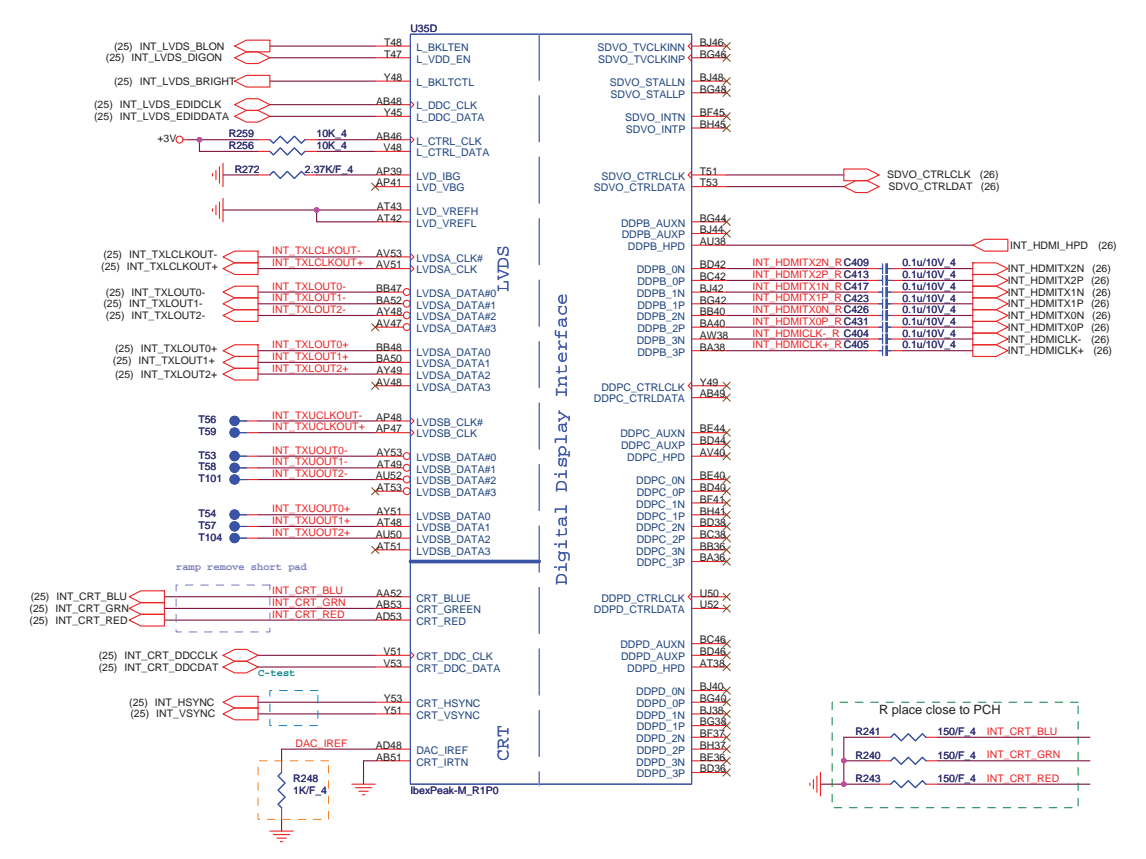 U35D
(25) INT_LVDS_BLON T48 L_BKLTEN
(25) INT_LVDS_DIGON T47 L_VDD_EN
(25) INT_LVDS_BRIGHT Y48 L_BKLTCTL
(25) INT_LVDS_EDIDCLK AB48 L_DDC_CLK
(25) INT_LVDS_EDIDDATA Y45 L_DDC_DATA
+3V R259 10K_4 AB46 L_CTRL_CLK
R256 10K_4 V48 L_CTRL_DATA
R272 2.37K/F_4 AP39 LVD_IBG
AP41 LVD_VBG
AT43 LVD_VREFH
AT42 LVD_VREFL
(25) INT_TXLCLKOUT- INT_TXLCLKOUT- AV53 LVDSA_CLK#
(25) INT_TXLCLKOUT+ INT_TXLCLKOUT+ AV51 LVDSA_CLK
(25) INT_TXLOUT0- INT_TXLOUT0- BB47 LVDSA_DATA#0
(25) INT_TXLOUT1- INT_TXLOUT1- BA52 LVDSA_DATA#1
(25) INT_TXLOUT2- INT_TXLOUT2- AY48 LVDSA_DATA#2
AV47 LVDSA_DATA#3
(25) INT_TXLOUT0+ INT_TXLOUT0+ BB48 LVDSA_DATA0
(25) INT_TXLOUT1+ INT_TXLOUT1+ BA50 LVDSA_DATA1
(25) INT_TXLOUT2+ INT_TXLOUT2+ AY49 LVDSA_DATA2
AV48 LVDSA_DATA3
T56 INT_TXUCLKOUT- AP48 LVDSB_CLK#
T59 INT_TXUCLKOUT+ AP47 LVDSB_CLK
T53 INT_TXUOUT0- AY53 LVDSB_DATA#0
T58 INT_TXUOUT1- AT49 LVDSB_DATA#1
T101 INT_TXUOUT2- AU52 LVDSB_DATA#2
AT53 LVDSB_DATA#3
T54 INT_TXUOUT0+ AY51 LVDSB_DATA0
T57 INT_TXUOUT1+ AT48 LVDSB_DATA1
T104 INT_TXUOUT2+ AU50 LVDSB_DATA2
AT51 LVDSB_DATA3
ramp remove short pad
(25) INT_CRT_BLU INT_CRT_BLU AA52 CRT_BLUE
(25) INT_CRT_GRN INT_CRT_GRN AB53 CRT_GREEN
(25) INT_CRT_RED INT_CRT_RED AD53 CRT_RED
(25) INT_CRT_DDCCLK V51 CRT_DDC_CLK
(25) INT_CRT_DDCDAT V53 CRT_DDC_DATA
C-test
(25) INT_HSYNC Y53 CRT_HSYNC
(25) INT_VSYNC Y51 CRT_VSYNC
DAC_IREF AD48 DAC_IREF
AB51 CRT_IRTN
R248
1K/F_4
IbexPeak-M_R1P0
LVDS
CRT
Digital Display Interface
SDVO_TVCLKINN BJ46
SDVO_TVCLKINP BG46
SDVO_STALLN BJ48
SDVO_STALLP BG48
SDVO_INTN BF45
SDVO_INTP BH45
SDVO_CTRLCLK T51 SDVO_CTRLCLK (26)
SDVO_CTRLDATA T53 SDVO_CTRLDAT (26)
DDPB_AUXN BG44
DDPB_AUXP BJ44
DDPB_HPD AU38 INT_HDMI_HPD (26)
DDPB_0N BD42 INT_HDMITX2N_R C409 0.1u/10V_4 INT_HDMITX2N (26)
DDPB_0P BC42 INT_HDMITX2P_R C413 0.1u/10V_4 INT_HDMITX2P (26)
DDPB_1N BJ42 INT_HDMITX1N_R C417 0.1u/10V_4 INT_HDMITX1N (26)
DDPB_1P BG42 INT_HDMITX1P_R C423 0.1u/10V_4 INT_HDMITX1P (26)
DDPB_2N BB40 INT_HDMITX0N_R C426 0.1u/10V_4 INT_HDMITX0N (26)
DDPB_2P BA40 INT_HDMITX0P_R C431 0.1u/10V_4 INT_HDMITX0P (26)
DDPB_3N AW38 INT_HDMICLK-_R C404 0.1u/10V_4 INT_HDMICLK- (26)
DDPB_3P BA38 INT_HDMICLK+_R C405 0.1u/10V_4 INT_HDMICLK+ (26)
DDPC_CTRLCLK Y49
DDPC_CTRLDATA AB49
DDPC_AUXN BE44
DDPC_AUXP BD44
DDPC_HPD AV40
DDPC_0N BE40
DDPC_0P BD40
DDPC_1N BF41
DDPC_1P BH41
DDPC_2N BD38
DDPC_2P BC38
DDPC_3N BB36
DDPC_3P BA36
DDPD_CTRLCLK U50
DDPD_CTRLDATA U52
DDPD_AUXN BC46
DDPD_AUXP BD46
DDPD_HPD AT38
DDPD_0N BJ40
DDPD_0P BG40
DDPD_1N BJ38
DDPD_1P BG38
DDPD_2N BF37
DDPD_2P BH37
DDPD_3N BE36
DDPD_3P BD36
R place close to PCH
R241 150/F_4 INT_CRT_BLU
R240 150/F_4 INT_CRT_GRN
R243 150/F_4 INT_CRT_RED